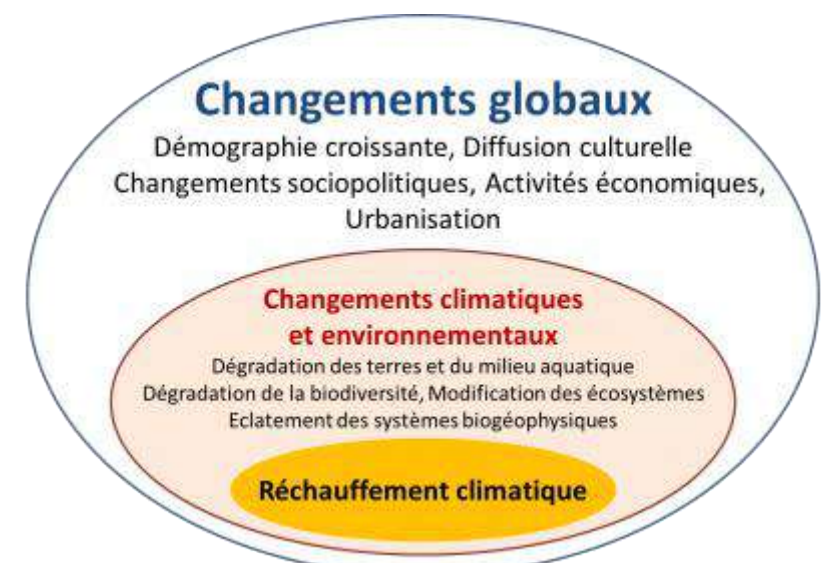 Changements globaux
Démographie croissante, Diffusion culturelle
Changements sociopolitiques, Activités économiques,
Urbanisation
Changements climatiques
et environnementaux
Dégradation des terres et du milieu aquatique
Dégradation de la biodiversité, Modification des écosystèmes
Eclatement des systèmes biogéophysiques
Réchauffement climatique